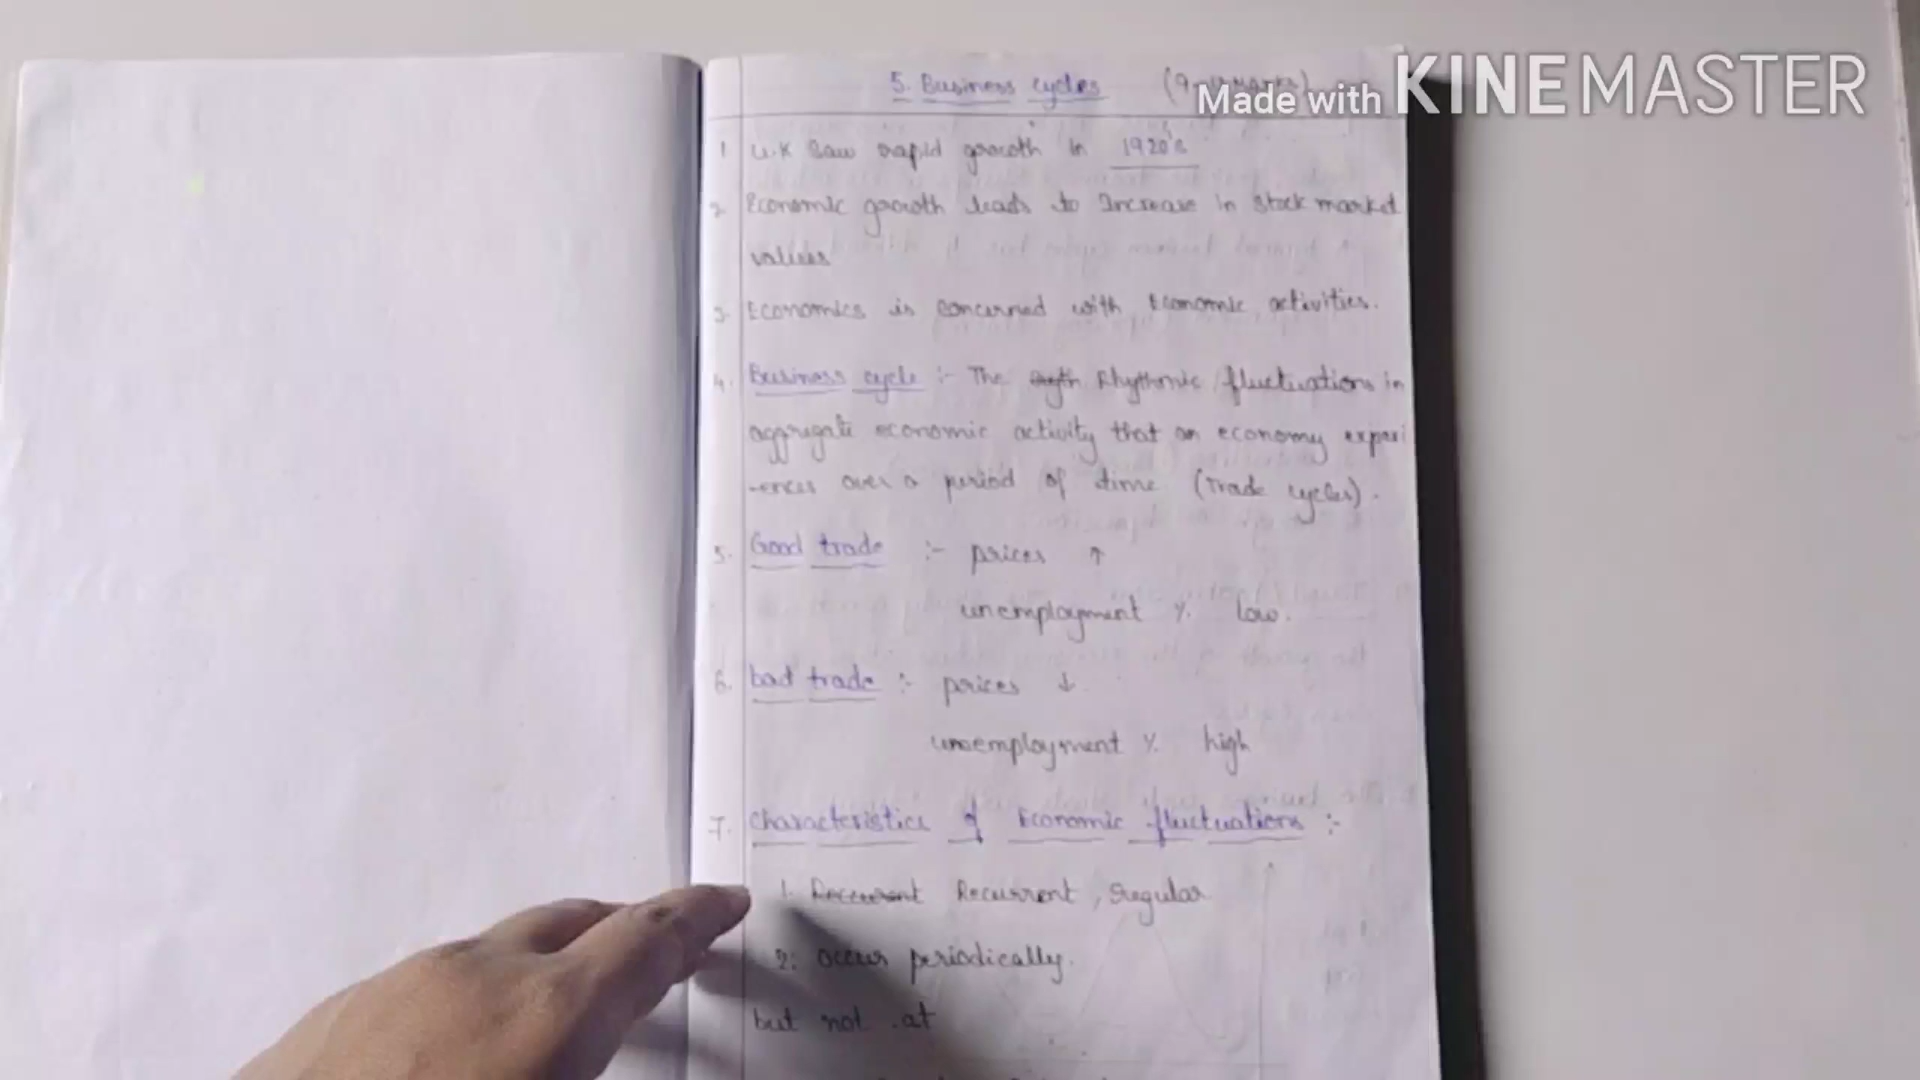 5. Business cycles
Made with KINEMASTER
1. U.K Saw rapid growth in 1920's
2. Economic growth leads to Increase in Stock market
values
3. Economics is Concerned with Economic activities.
4. Business cycle :- The Rhythmic fluctuations in
aggregate economic activity that an economy experi
-ences over a period of time (Trade cycles).
5. Good trade :- prices ↑
unemployment % low.
6. bad trade :- prices ↓
unemployment % high
7. Characteristics of Economic fluctuations :-
1. Recurrent, regular
2. occur periodically.
but not at